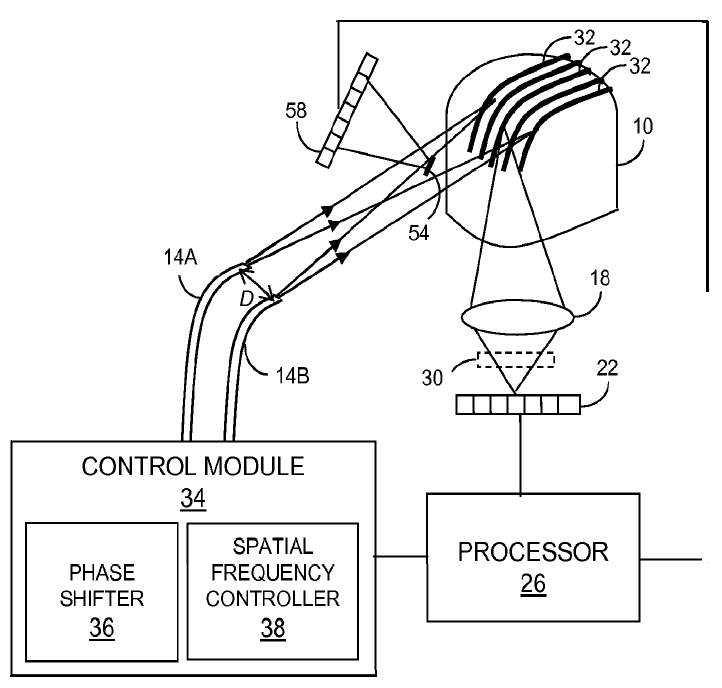 32
32
32
58
10
54
14A
D
18
14B
30
22
CONTROL MODULE
34
PHASE
SHIFTER
36
SPATIAL
FREQUENCY
CONTROLLER
38
PROCESSOR
26